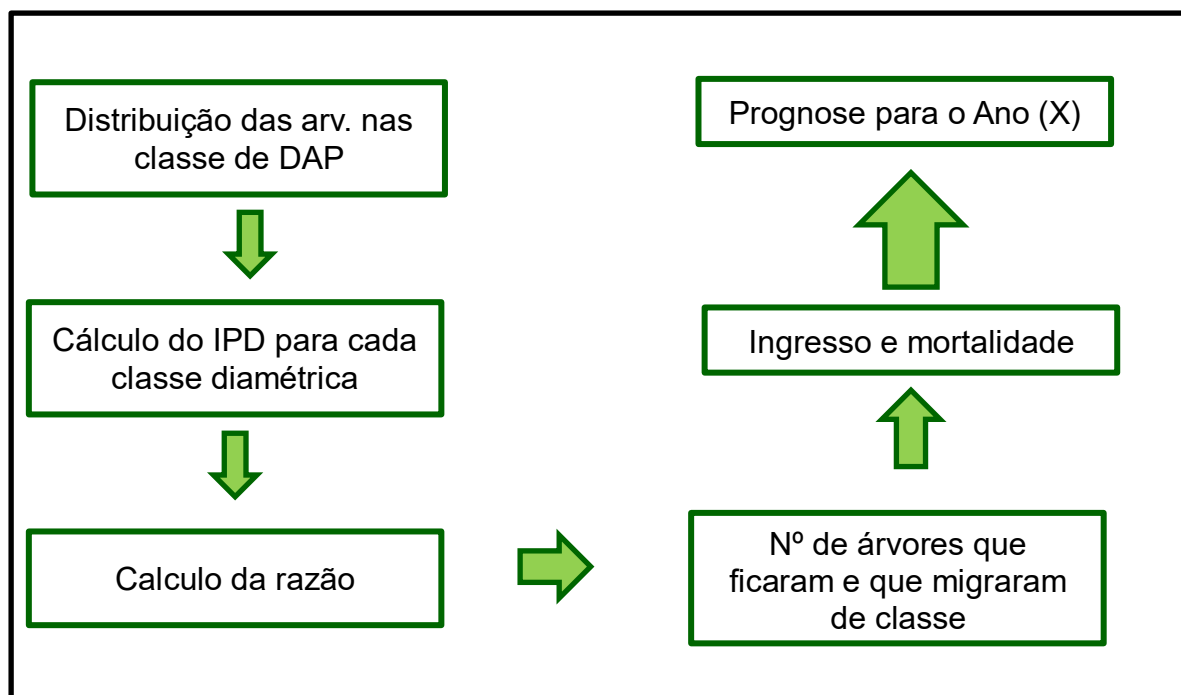 Distribuição das arv. nas
classe de DAP
Cálculo do IPD para cada
classe diamétrica
Calculo da razão
Nº de árvores que
ficaram e que migraram
de classe
Ingresso e mortalidade
Prognose para o Ano (X)